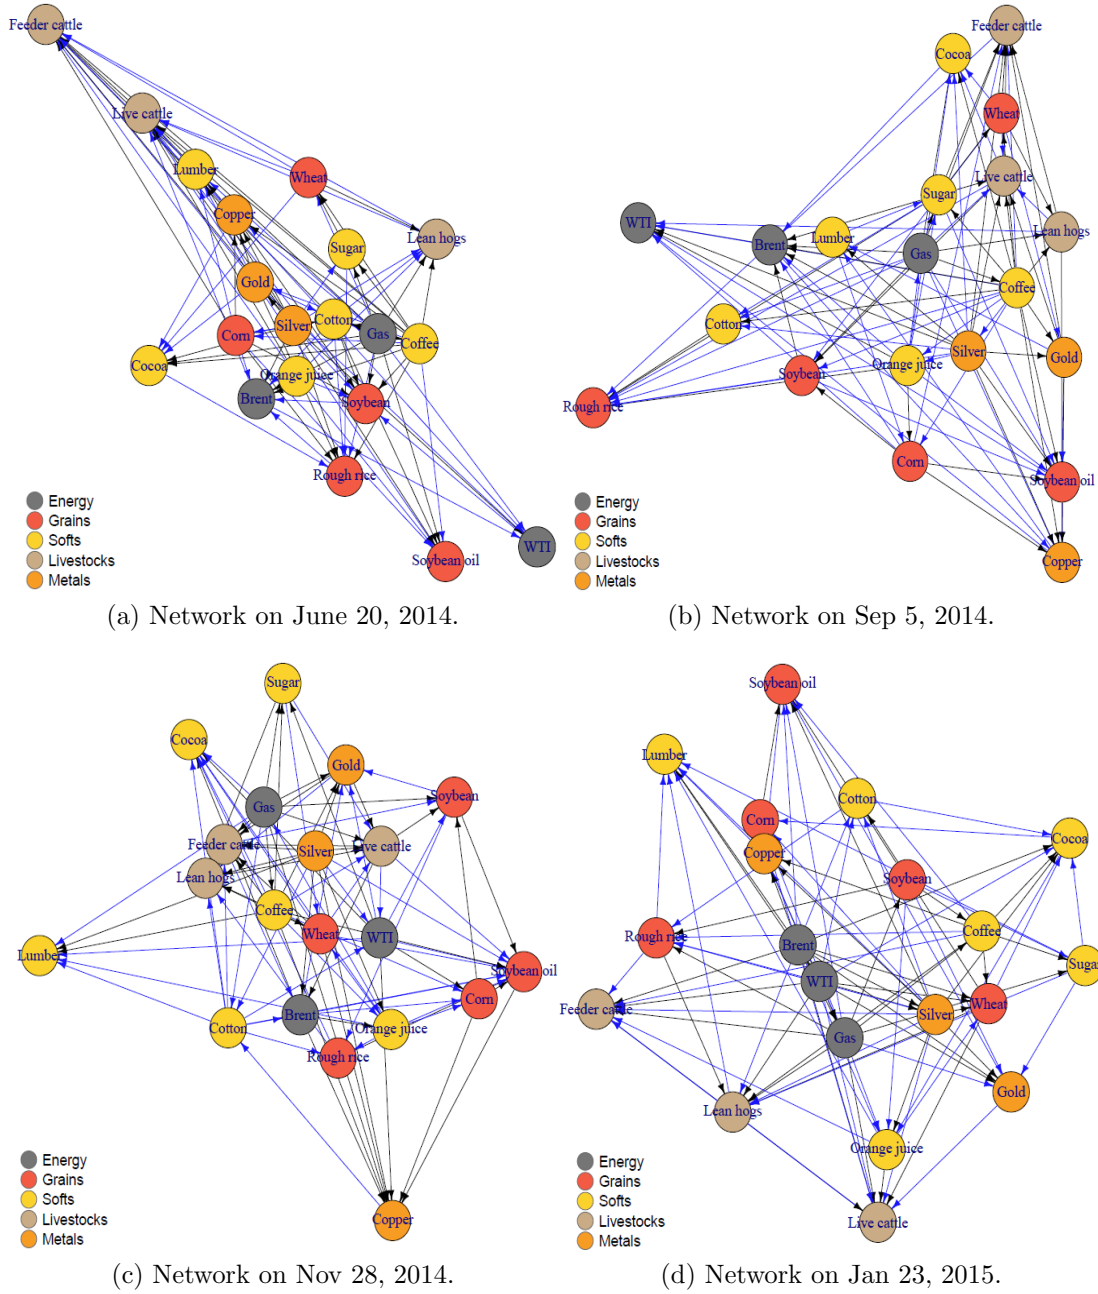 Feeder cattle
Live cattle
Lumber
Wheat
Copper
Lean hogs
Sugar
Gold
Cotton
Silver
Corn
Gas
Coffee
Cocoa
Orange juice
Brent
Soybean
Rough rice
Soybean oil
WTI
Energy
Grains
Softs
Livestocks
Metals
(a) Network on June 20, 2014.
Feeder cattle
Cocoa
Wheat
Live cattle
Sugar
WTI
Brent
Lumber
Lean hogs
Gas
Coffee
Cotton
Silver
Gold
Orange juice
Soybean
Rough rice
Corn
Soybean oil
Copper
Energy
Grains
Softs
Livestocks
Metals
(b) Network on Sep 5, 2014.
Sugar
Cocoa
Gold
Soybean
Gas
Feeder cattle
Silver
Live cattle
Lean hogs
Coffee
Wheat
WTI
Lumber
Soybean oil
Corn
Brent
Cotton
Orange juice
Rough rice
Copper
Energy
Grains
Softs
Livestocks
Metals
(c) Network on Nov 28, 2014.
Soybean oil
Lumber
Cotton
Corn
Cocoa
Copper
Soybean
Coffee
Rough rice
Brent
Sugar
WTI
Feeder cattle
Wheat
Silver
Gas
Gold
Lean hogs
Orange juice
Live cattle
Energy
Grains
Softs
Livestocks
Metals
(d) Network on Jan 23, 2015.